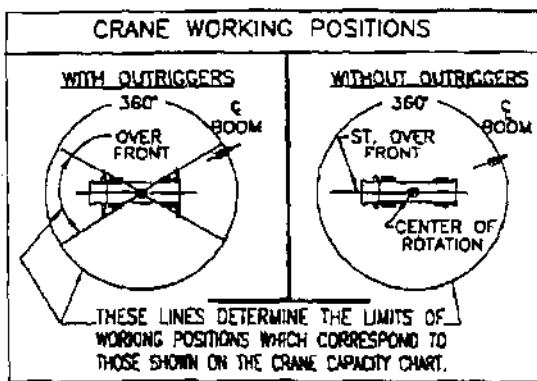 CRANE WORKING POSITIONS
WITH OUTRIGGERS
360°
OVER
FRONT
℄
BOOM
WITHOUT OUTRIGGERS
360°
ST. OVER
FRONT
℄
BOOM
CENTER OF
ROTATION
THESE LINES DETERMINE THE LIMITS OF
WORKING POSITIONS WHICH CORRESPOND TO
THOSE SHOWN ON THE CRANE CAPACITY CHART.